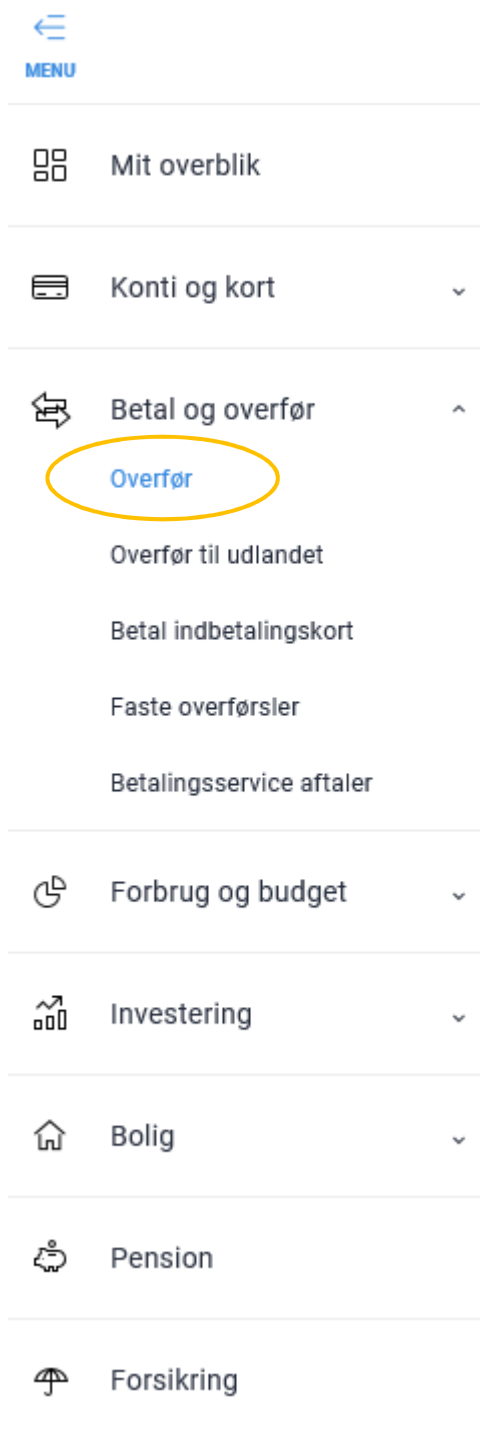 MENU
Mit overblik
Konti og kort
Betal og overfør
Overfør
Overfør til udlandet
Betal indbetalingskort
Faste overførsler
Betalingsservice aftaler
Forbrug og budget
Investering
Bolig
Pension
Forsikring